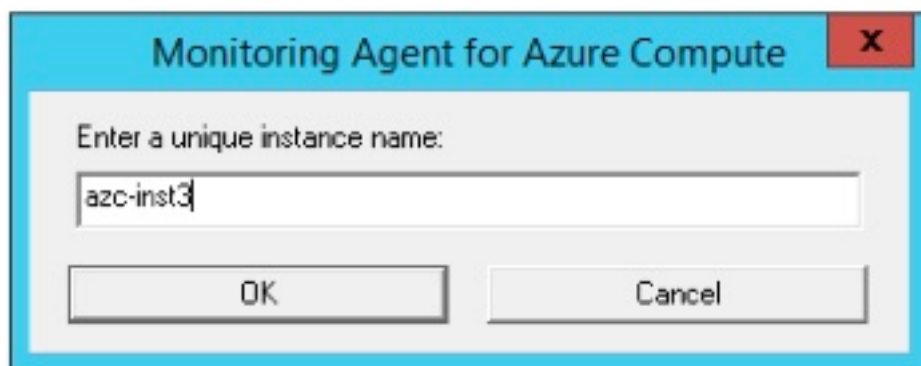 Monitoring Agent for Azure Compute
x
Enter a unique instance name:
azc-inst3
OK Cancel